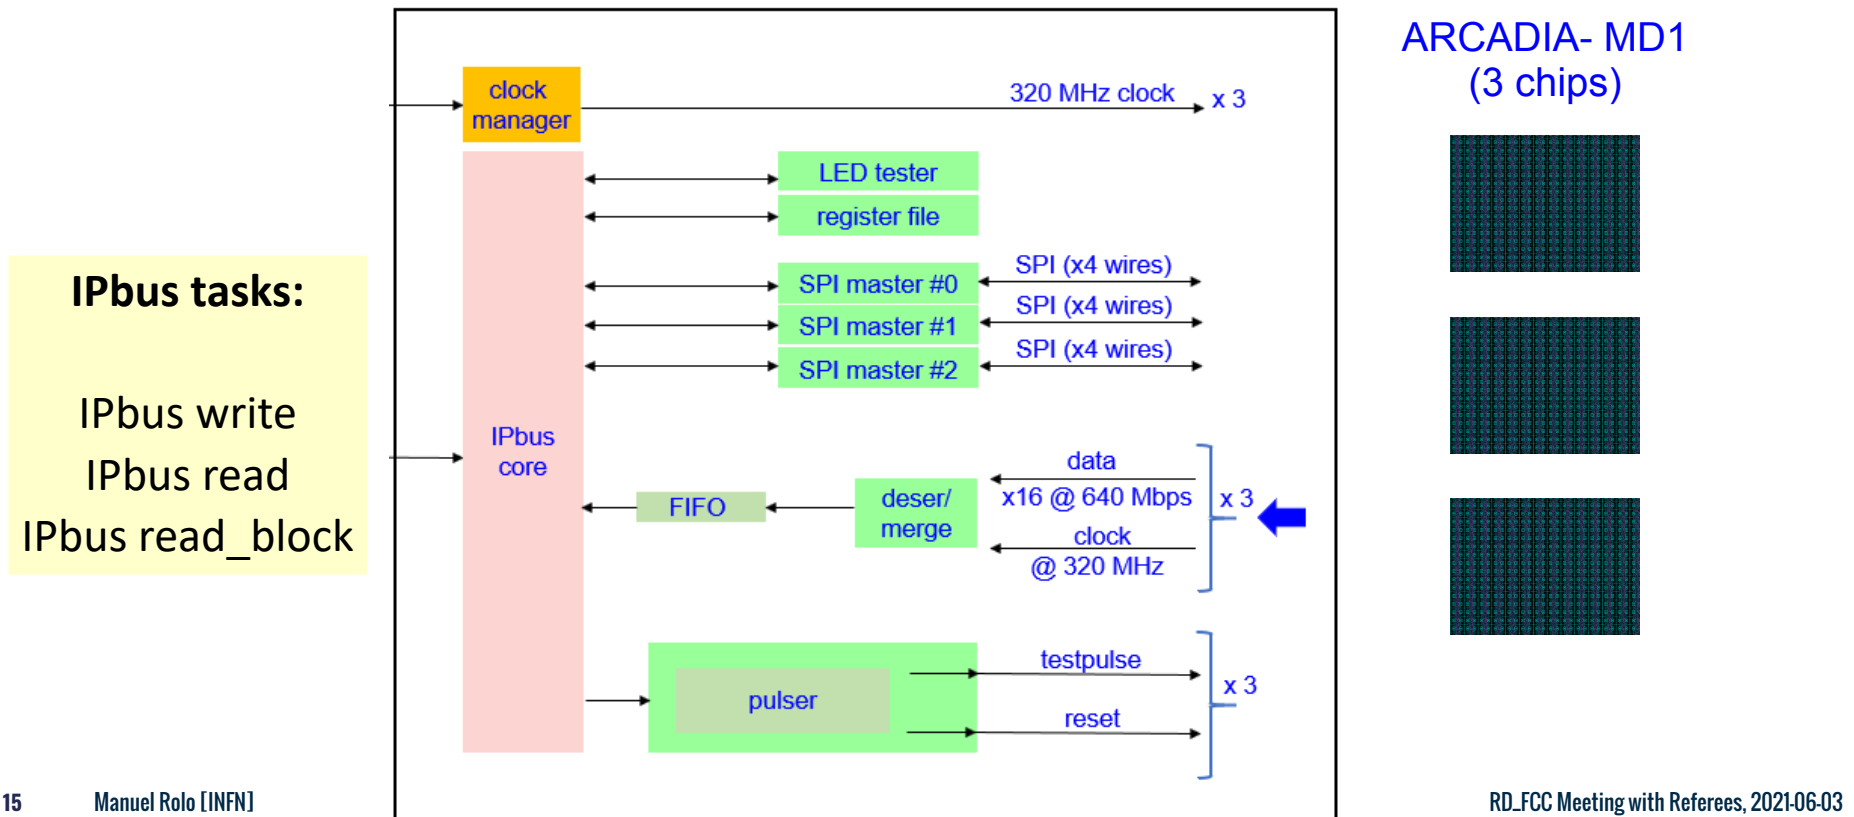 ARCADIA- MD1
(3 chips)
IPbus tasks:
IPbus write
IPbus read
IPbus read_block
clock
manager
320 MHz clock
x 3
LED tester
register file
SPI master #0
SPI (x4 wires)
SPI master #1
SPI (x4 wires)
SPI master #2
SPI (x4 wires)
IPbus
core
FIFO
deser/
merge
data
x16 @ 640 Mbps
clock
@ 320 MHz
x 3
pulser
testpulse
reset
x 3
15
Manuel Rolo [INFN]
RD_FCC Meeting with Referees, 2021-06-03